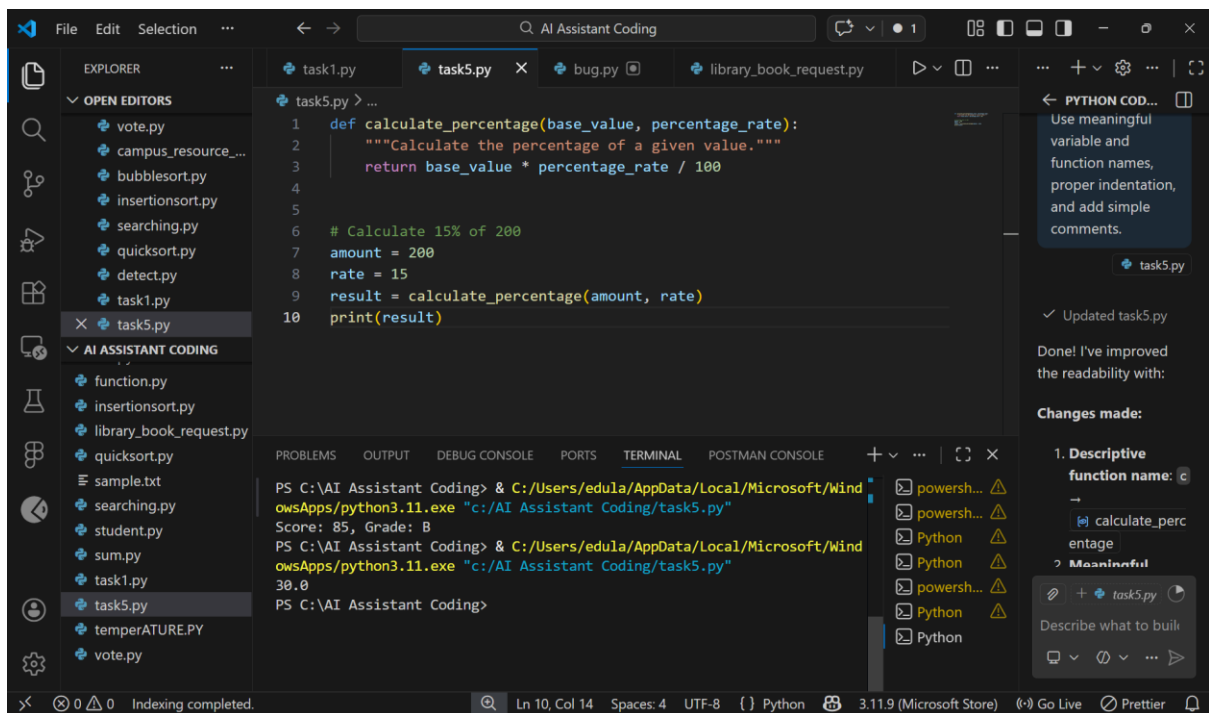 File Edit Selection ...
AI Assistant Coding
1
EXPLORER ...
OPEN EDITORS
vote.py
campus_resource_...
bubblesort.py
insertionsort.py
searching.py
quicksort.py
detect.py
task1.py
task5.py
AI ASSISTANT CODING
function.py
insertionsort.py
library_book_request.py
quicksort.py
sample.txt
searching.py
student.py
sum.py
task1.py
task5.py
temperATURE.PY
vote.py
task1.py task5.py bug.py library_book_request.py ...
task5.py > ...
1 def calculate_percentage(base_value, percentage_rate):
2 """Calculate the percentage of a given value."""
3 return base_value * percentage_rate / 100
4
5
6 # Calculate 15% of 200
7 amount = 200
8 rate = 15
9 result = calculate_percentage(amount, rate)
10 print(result)
PROBLEMS OUTPUT DEBUG CONSOLE PORTS TERMINAL POSTMAN CONSOLE ...
PS C:\AI Assistant Coding> & C:/Users/edula/AppData/Local/Microsoft/Wind
owsApps/python3.11.exe "c:/AI Assistant Coding/task5.py"
Score: 85, Grade: B
PS C:\AI Assistant Coding> & C:/Users/edula/AppData/Local/Microsoft/Wind
owsApps/python3.11.exe "c:/AI Assistant Coding/task5.py"
30.0
PS C:\AI Assistant Coding>
powersh...
powersh...
Python
Python
powersh...
Python
Python
PYTHON COD...
Use meaningful
variable and
function names,
proper indentation,
and add simple
comments.
task5.py
Updated task5.py
Done! I've improved
the readability with:
Changes made:
1. Descriptive
function name: c
→
calculate_perc
entage
2. Meaningful
+ task5.py
Describe what to buil
0 0 Indexing completed. Ln 10, Col 14 Spaces: 4 UTF-8 { } Python 3.11.9 (Microsoft Store) Go Live Prettier